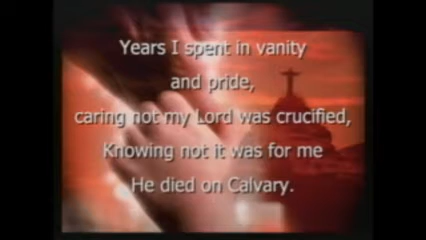 Years I spent in vanity
and pride,
caring not my Lord was crucified,
Knowing not it was for me
He died on Calvary.